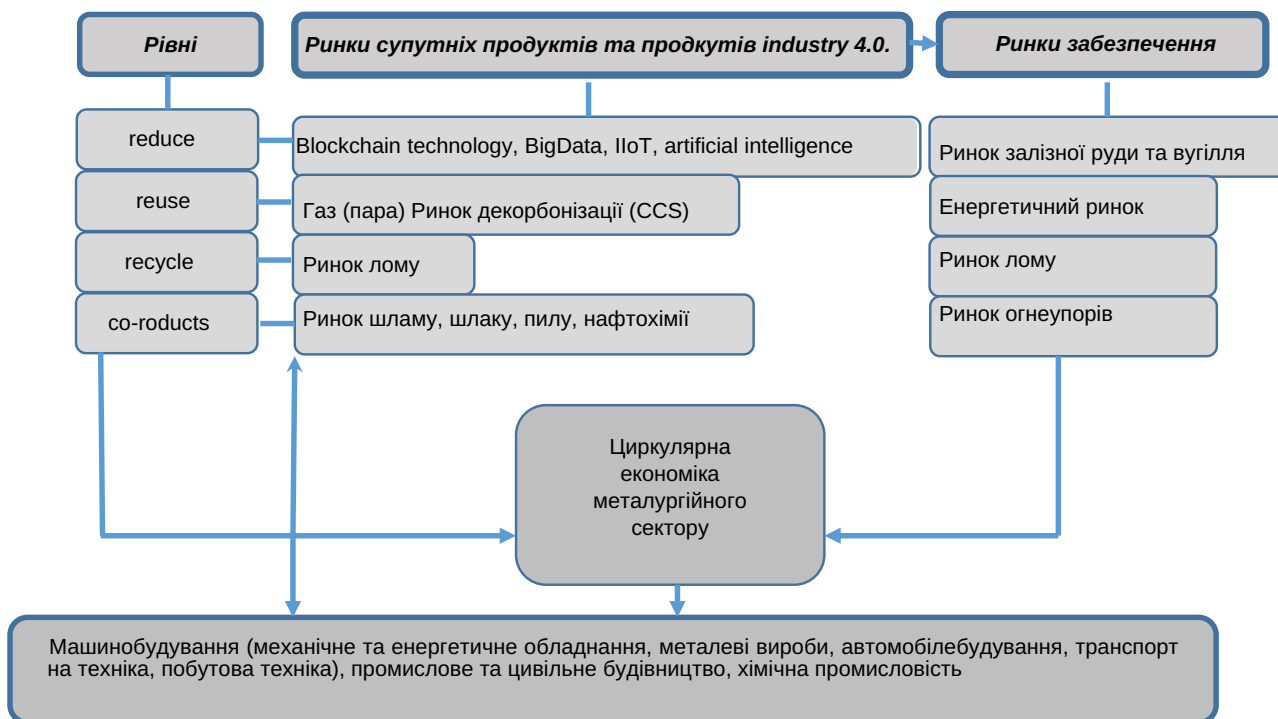 Рівні
Ринки супутніх продуктів та продкутів industry 4.0.
Ринки забезпечення
reduce
Blockchain technology, BigData, IIoT, artificial intelligence
Ринок залізної руди та вугілля
reuse
Газ (пара) Ринок декорбонізації (CCS)
Енергетичний ринок
recycle
Ринок лому
Ринок лому
co-roducts
Ринок шламу, шлаку, пилу, нафтохімії
Ринок огнеупорів
Циркулярна
економіка
металургійного
сектору
Машинобудування (механічне та енергетичне обладнання, металеві вироби, автомобілебудування, транспорт
на техніка, побутова техніка), промислове та цивільне будівництво, хімічна промисловість